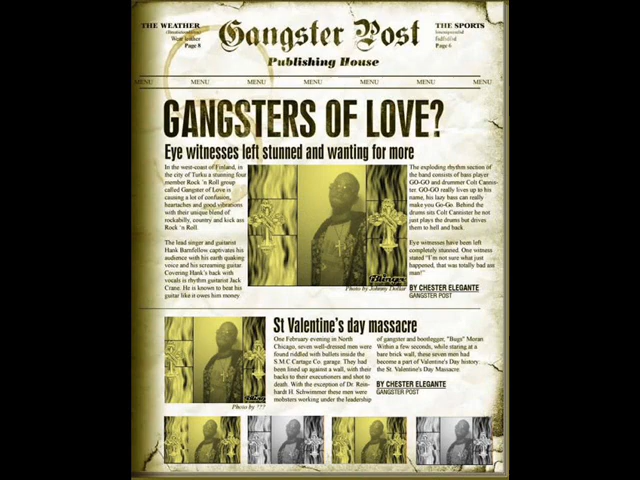 THE WEATHER
Page 8
Gangster Post
Publishing House
THE SPORTS
Page 6
MENU MENU MENU MENU MENU MENU MENU
GANGSTERS OF LOVE?
Eye witnesses left stunned and wanting for more
In the west-coast of Finland, in
the city of Turku a stunning four
member Rock 'n Roll group
called Gangster of Love is
causing a lot of confusion,
heartaches and good vibrations
with their unique blend of
rockabilly, country and kick ass
Rock 'n Roll.
The lead singer and guitarist
Hank Barnfellow captivates his
audience with his earth quaking
voice and his screaming guitar.
Covering Hank's back with
vocals is rhythm guitarist Jack
Crane. He is known to beat his
guitar like it owes him money.
Photo by Johnny Dollar
The exploding rhythm section of
the band consists of bass player
GO-GO and drummer Colt Cannis-
ter. GO-GO really lives up to his
name, his lazy bass can really
make you Go-Go. Behind the
drums sits Colt Cannister he not
just plays the drums but drives
them to hell and back
Eye witnesses have been left
completely stunned. One witness
stated "I'm not sure what just
happened, that was totally bad ass
man!"
BY CHESTER ELEGANTE
GANGSTER POST
Photo by ???
St Valentine's day massacre
One February evening in North
Chicago, seven well-dressed men were
found riddled with bullets inside the
S.M.C Cartage Co. garage. They had
been lined up against a wall, with their
backs to their executioners and shot to
death. With the exception of Dr. Rein-
hardt H. Schwimmer these men were
mobsters working under the leadership
of gangster and bootlegger, "Bugs" Moran
Within a few seconds, while staring at a
bare brick wall, these seven men had
become a part of Valentine's Day history:
the St. Valentine's Day Massacre
BY CHESTER ELEGANTE
GANGSTER POST